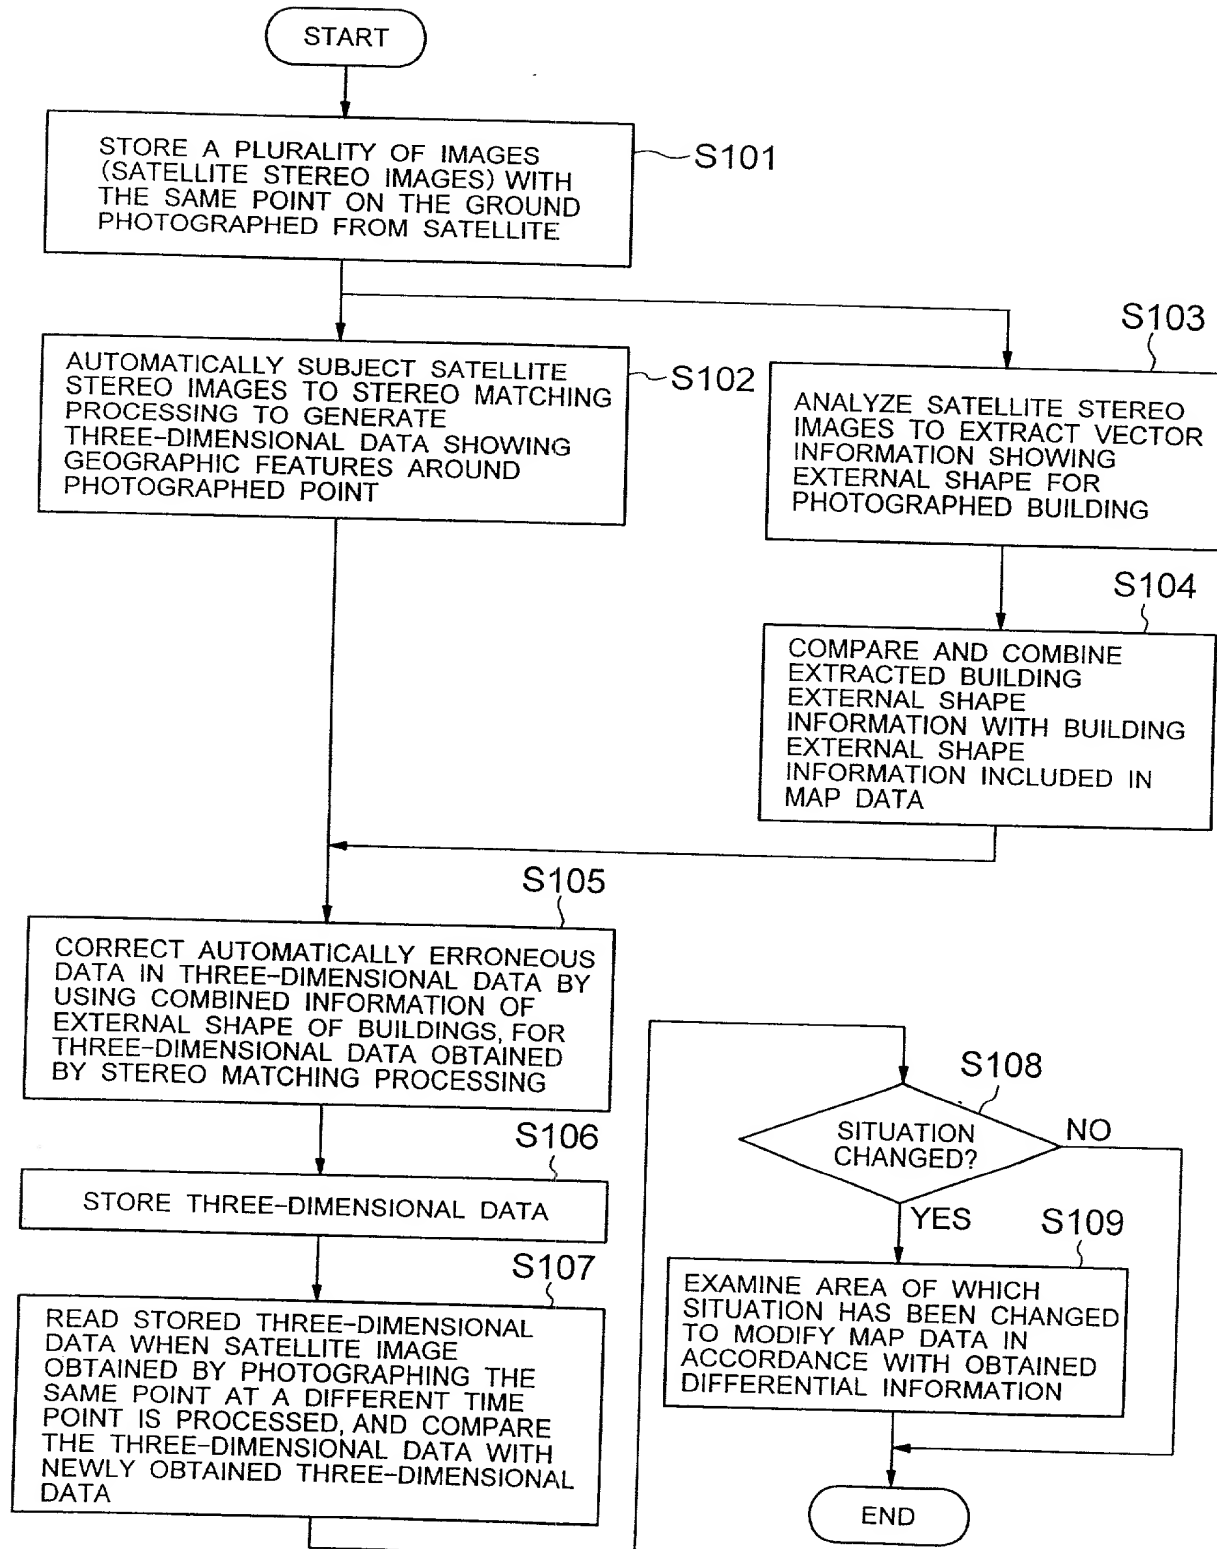 START
STORE A PLURALITY OF IMAGES
(SATELLITE STEREO IMAGES) WITH
THE SAME POINT ON THE GROUND
PHOTOGRAPHED FROM SATELLITE
S101
AUTOMATICALLY SUBJECT SATELLITE
STEREO IMAGES TO STEREO MATCHING
PROCESSING TO GENERATE
THREE-DIMENSIONAL DATA SHOWING
GEOGRAPHIC FEATURES AROUND
PHOTOGRAPHED POINT
S102
S103
ANALYZE SATELLITE STEREO
IMAGES TO EXTRACT VECTOR
INFORMATION SHOWING
EXTERNAL SHAPE FOR
PHOTOGRAPHED BUILDING
S104
COMPARE AND COMBINE
EXTRACTED BUILDING
EXTERNAL SHAPE
INFORMATION WITH BUILDING
EXTERNAL SHAPE
INFORMATION INCLUDED IN
MAP DATA
S105
CORRECT AUTOMATICALLY ERRONEOUS
DATA IN THREE-DIMENSIONAL DATA BY
USING COMBINED INFORMATION OF
EXTERNAL SHAPE OF BUILDINGS, FOR
THREE-DIMENSIONAL DATA OBTAINED
BY STEREO MATCHING PROCESSING
S106
STORE THREE-DIMENSIONAL DATA
S107
READ STORED THREE-DIMENSIONAL
DATA WHEN SATELLITE IMAGE
OBTAINED BY PHOTOGRAPHING THE
SAME POINT AT A DIFFERENT TIME
POINT IS PROCESSED, AND COMPARE
THE THREE-DIMENSIONAL DATA WITH
NEWLY OBTAINED THREE-DIMENSIONAL
DATA
S108
SITUATION
CHANGED?
NO
YES
S109
EXAMINE AREA OF WHICH
SITUATION HAS BEEN CHANGED
TO MODIFY MAP DATA IN
ACCORDANCE WITH OBTAINED
DIFFERENTIAL INFORMATION
END